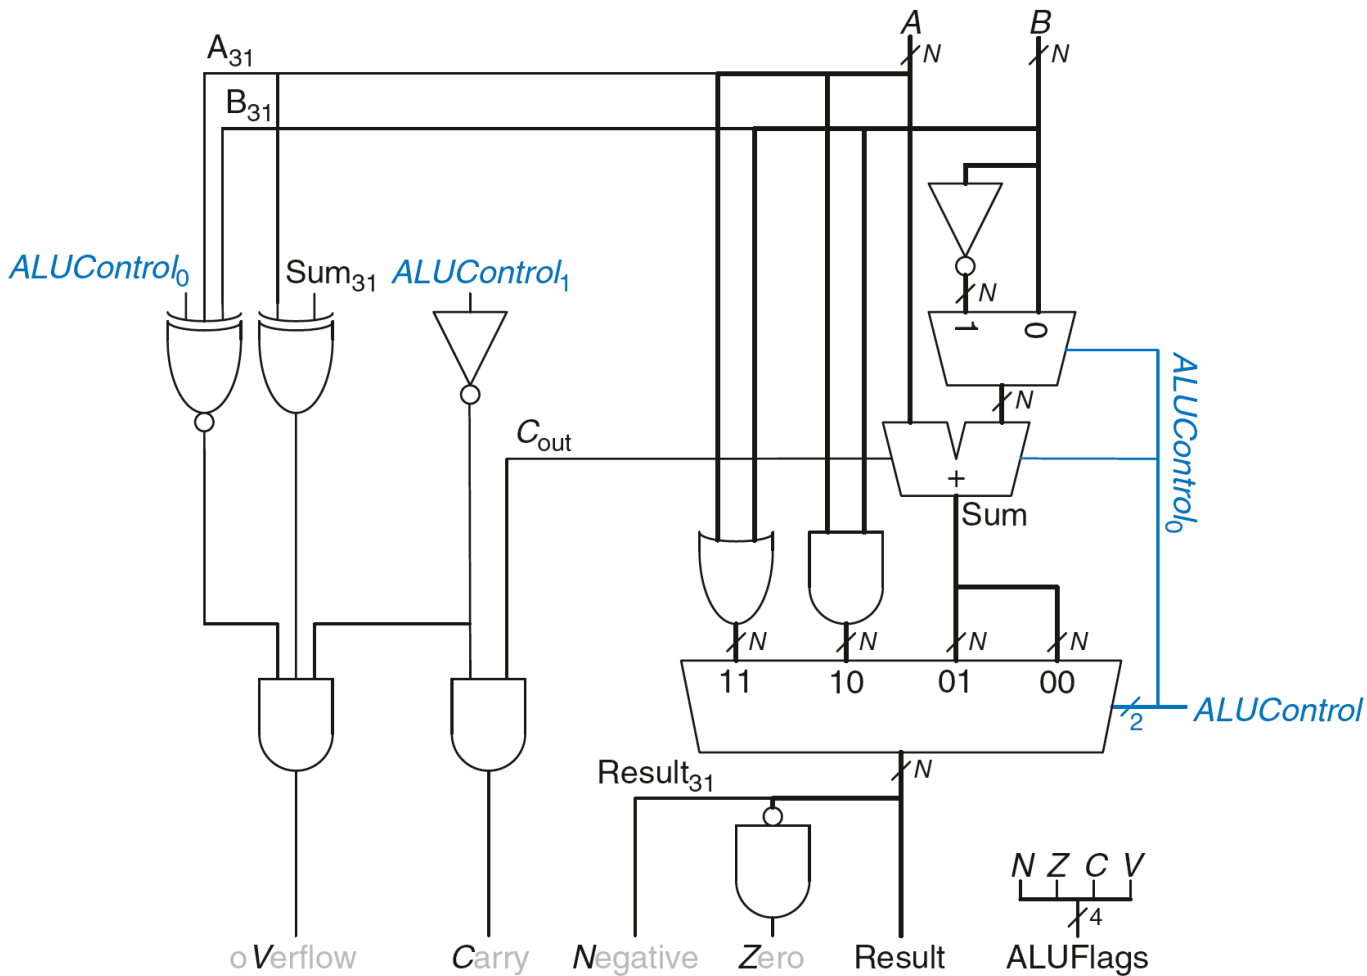 A
B
N
N
A31
B31
ALUControl0
Sum31
ALUControl1
N
1
0
N
ALUControl0
Cout
+
Sum
N
N
N
N
11
10
01
00
2
ALUControl
N
Result31
N Z C V
4
oVerflow
Carry
Negative
Zero
Result
ALUFlags